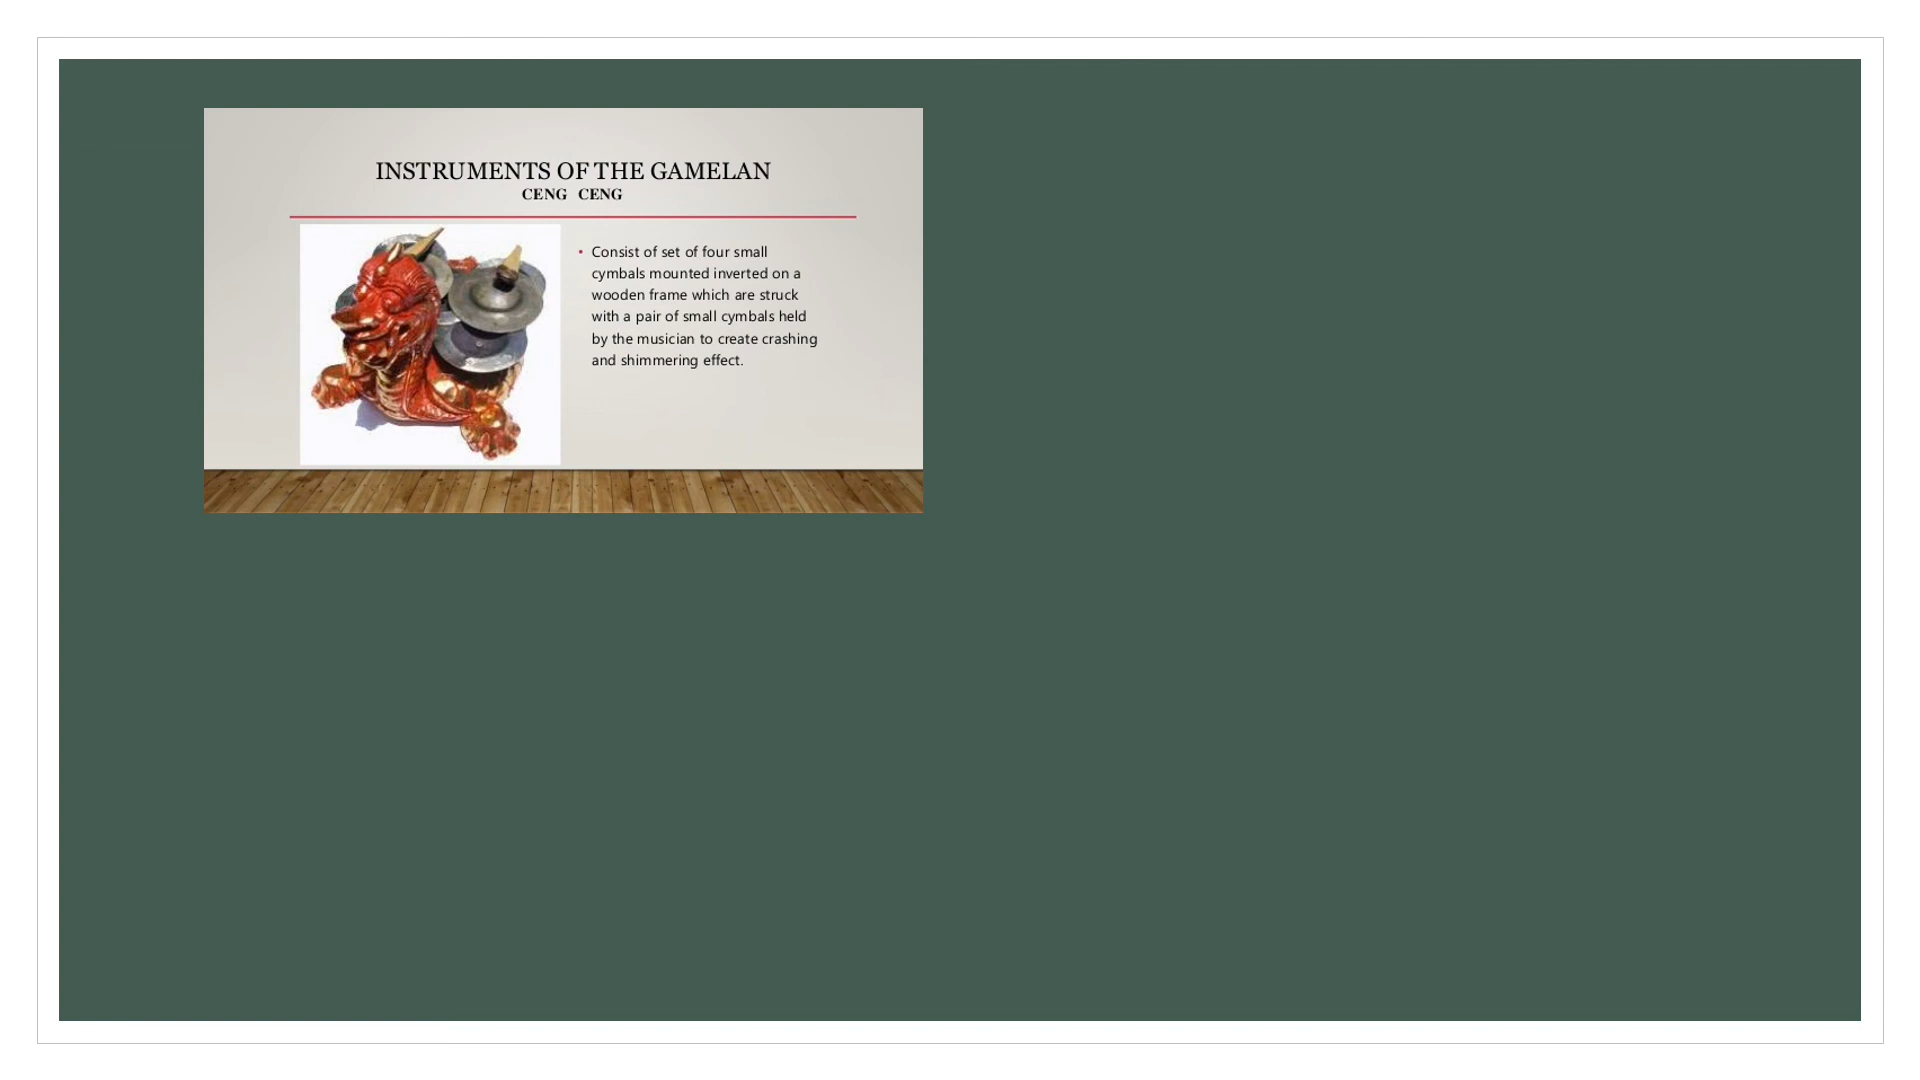 INSTRUMENTS OF THE GAMELAN
CENG CENG
• Consist of set of four small
cymbals mounted inverted on a
wooden frame which are struck
with a pair of small cymbals held
by the musician to create crashing
and shimmering effect.